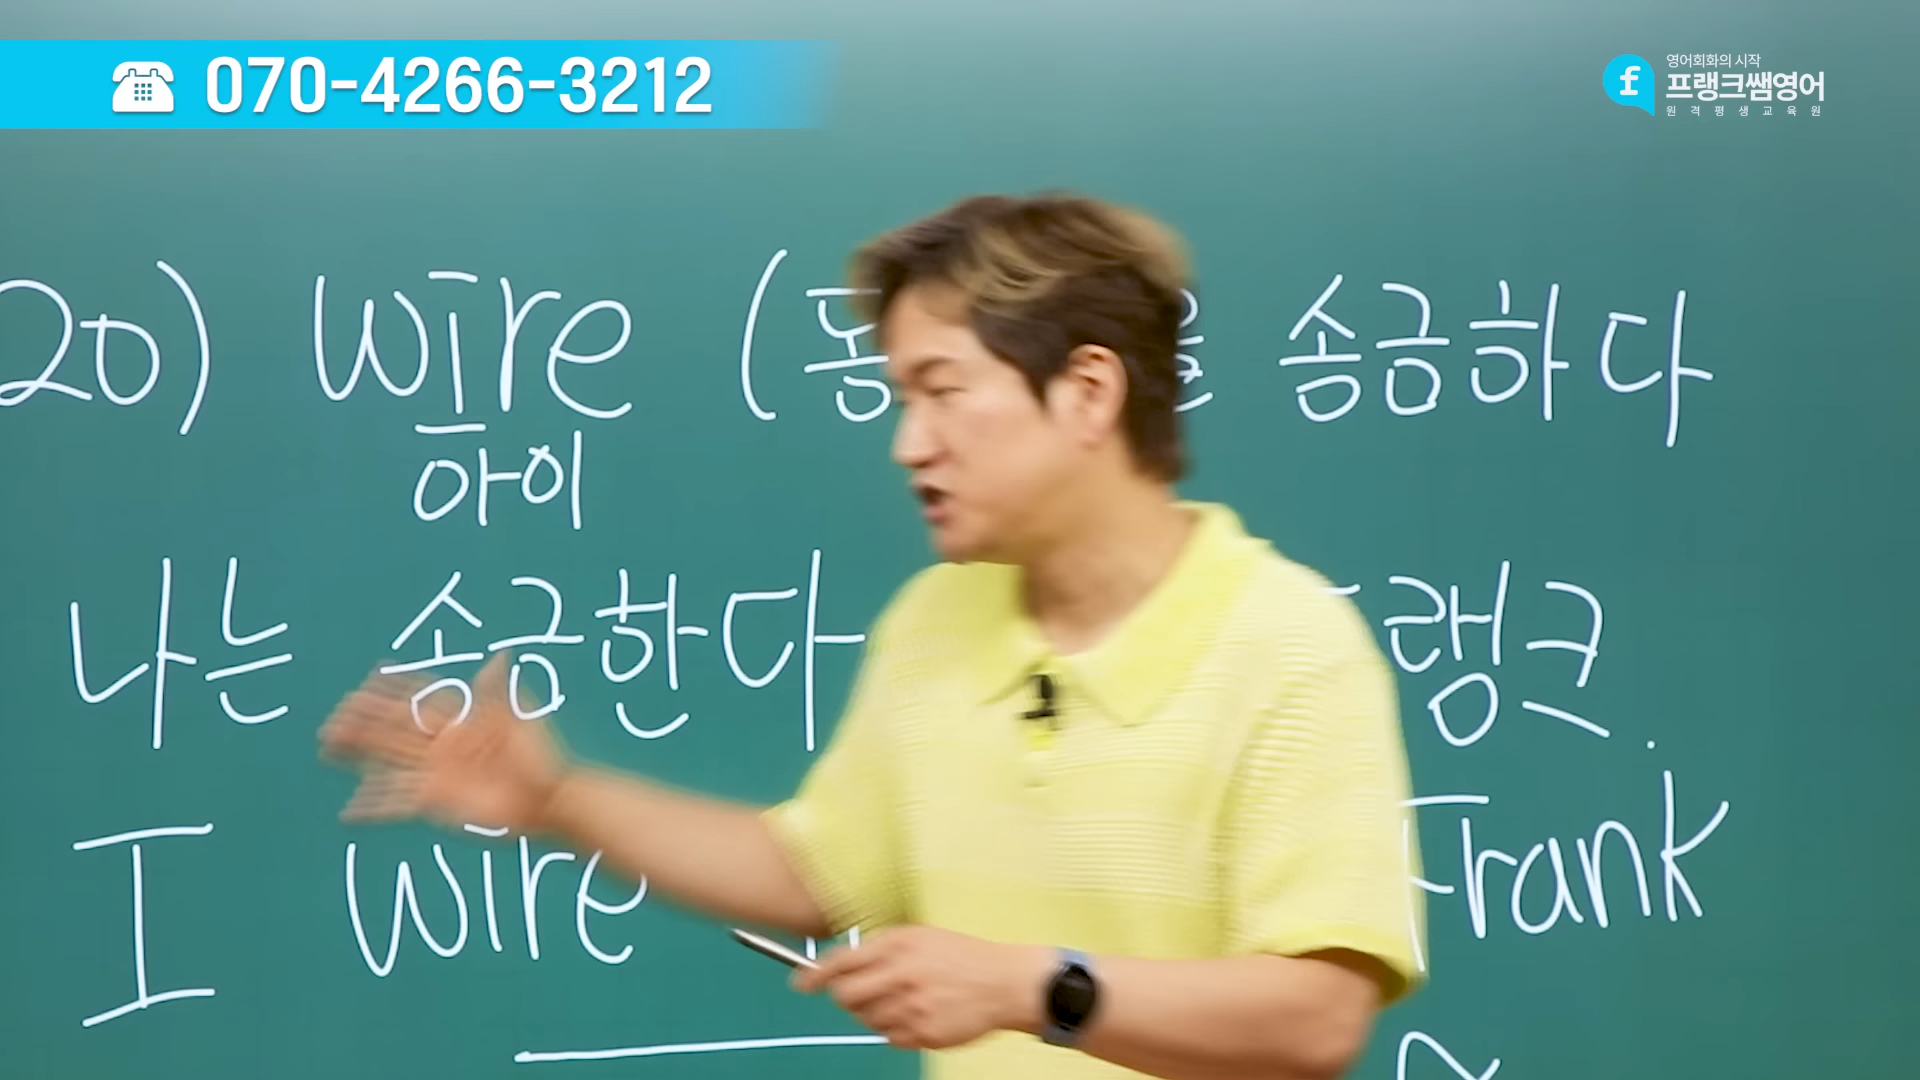 070-4266-3212
영어회화의 시작
프랭크쌤영어
원격평생교육원
20) wire ( 송금하다
아이
나는 송금한다 랭크.
I wire Frank